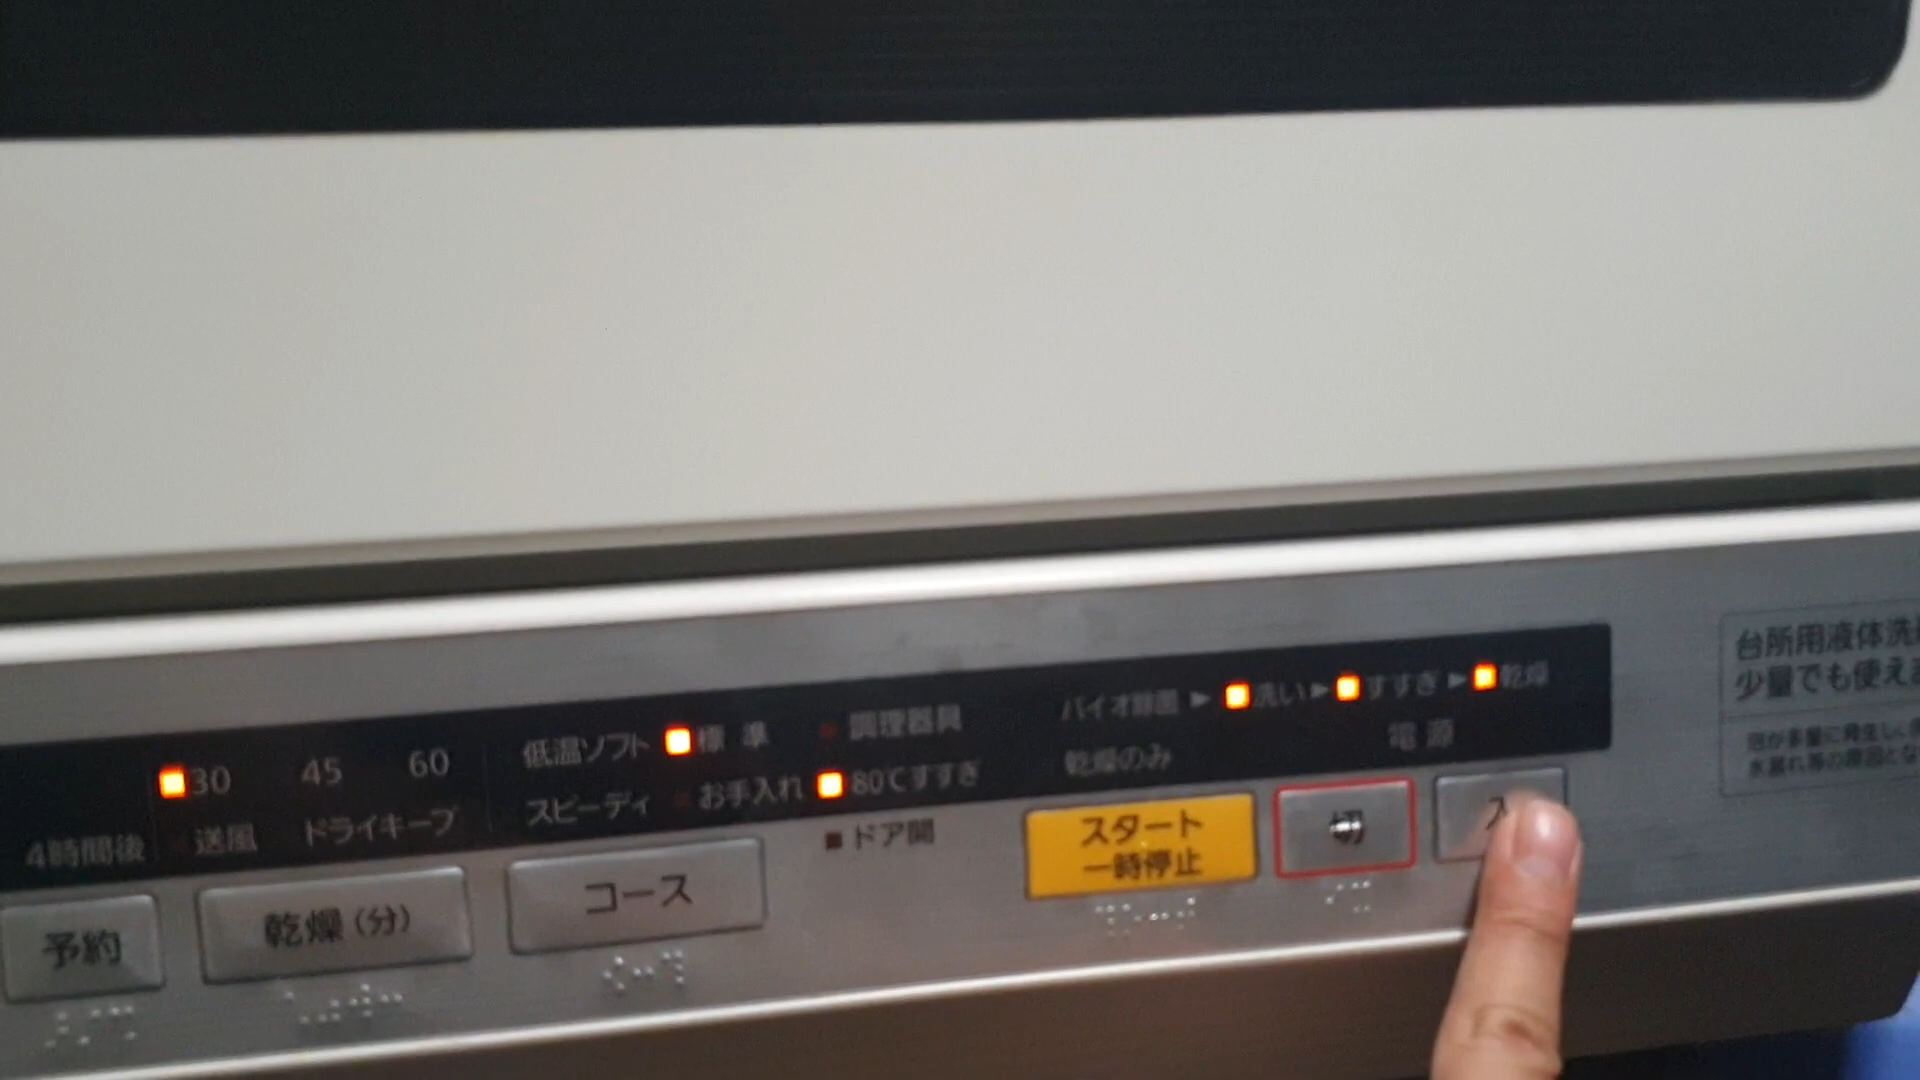 30 45 60
4時間後 送風 ドライキープ
低温ソフト 標準 調理器具
スピーディ お手入れ 80℃すすぎ
ドア開
バイオ除菌 ▶ 洗い ▶ すすぎ ▶ 乾燥
乾燥のみ 電源
予約
乾燥(分)
コース
スタート
一時停止
切
台所用液体洗
少量でも使え